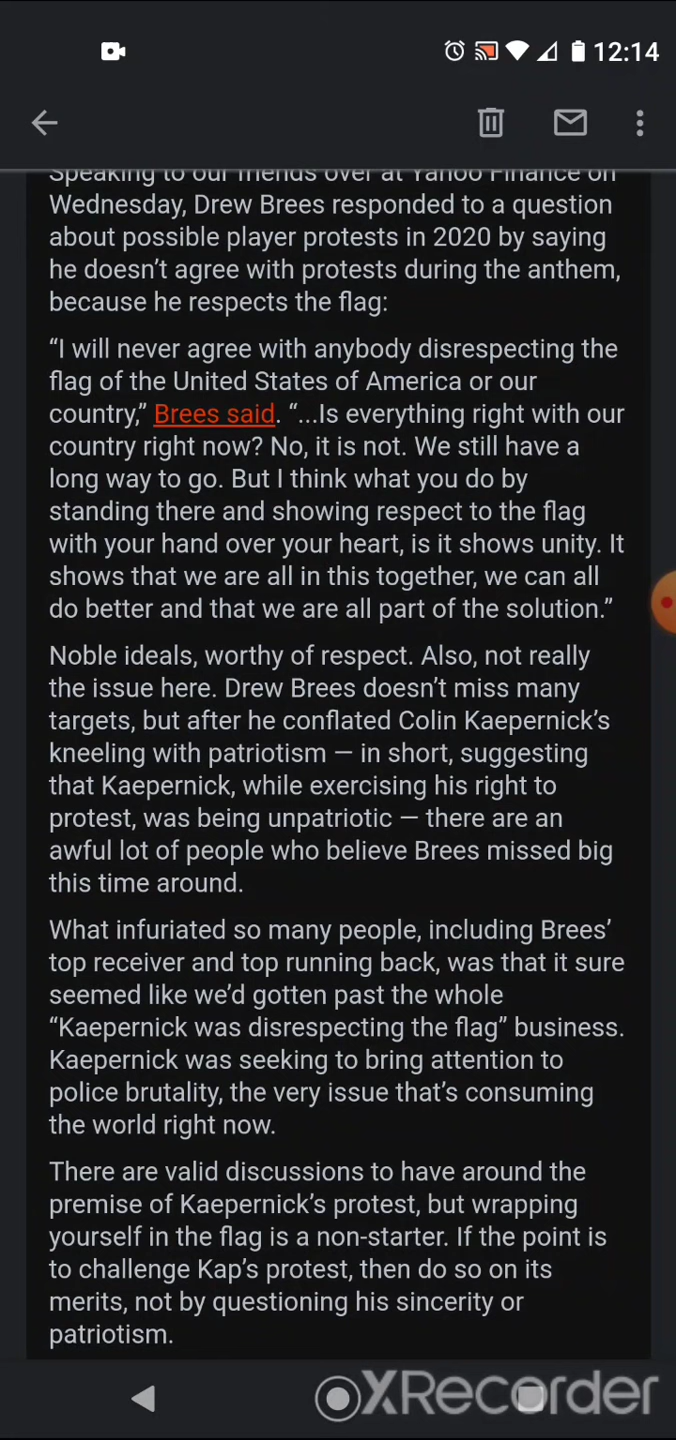 12:14
Speaking to our friends over at Yahoo Finance on
Wednesday, Drew Brees responded to a question
about possible player protests in 2020 by saying
he doesn’t agree with protests during the anthem,
because he respects the flag:
“I will never agree with anybody disrespecting the
flag of the United States of America or our
country,” Brees said. “...Is everything right with our
country right now? No, it is not. We still have a
long way to go. But I think what you do by
standing there and showing respect to the flag
with your hand over your heart, is it shows unity. It
shows that we are all in this together, we can all
do better and that we are all part of the solution.”
Noble ideals, worthy of respect. Also, not really
the issue here. Drew Brees doesn’t miss many
targets, but after he conflated Colin Kaepernick’s
kneeling with patriotism — in short, suggesting
that Kaepernick, while exercising his right to
protest, was being unpatriotic — there are an
awful lot of people who believe Brees missed big
this time around.
What infuriated so many people, including Brees’
top receiver and top running back, was that it sure
seemed like we’d gotten past the whole
“Kaepernick was disrespecting the flag” business.
Kaepernick was seeking to bring attention to
police brutality, the very issue that’s consuming
the world right now.
There are valid discussions to have around the
premise of Kaepernick’s protest, but wrapping
yourself in the flag is a non-starter. If the point is
to challenge Kap’s protest, then do so on its
merits, not by questioning his sincerity or
patriotism.
XRecorder